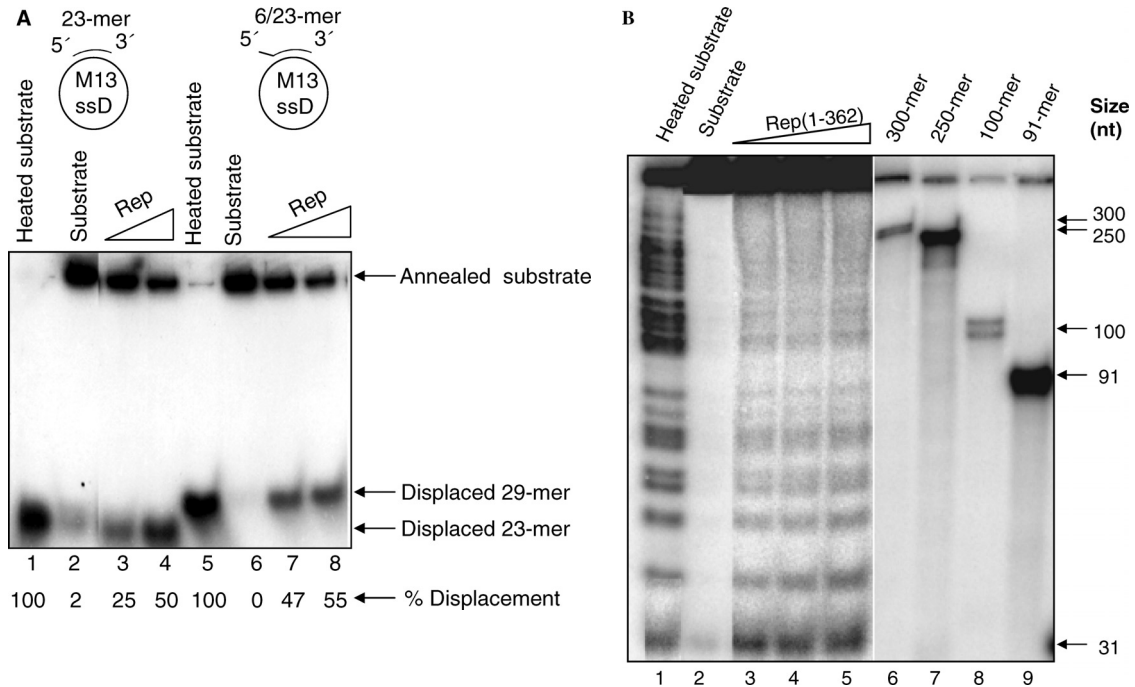 A
23-mer
5´ 3´
M13
ssD
6/23-mer
5´ 3´
M13
ssD
Heated substrate
Substrate
Rep
Heated substrate
Substrate
Rep
Annealed substrate
Displaced 29-mer
Displaced 23-mer
1 2 3 4 5 6 7 8
100 2 25 50 100 0 47 55 % Displacement
B
Heated substrate
Substrate
Rep(1-362)
300-mer
250-mer
100-mer
91-mer
Size
(nt)
300
250
100
91
31
1 2 3 4 5 6 7 8 9